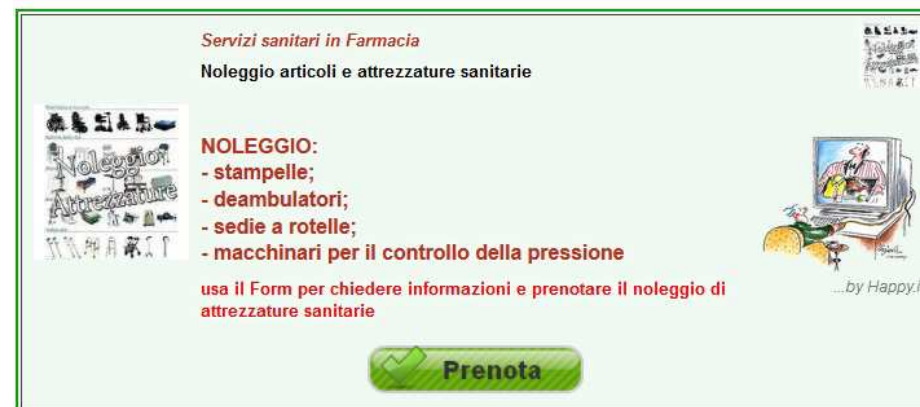 Servizi sanitari in Farmacia
Noleggio articoli e attrezzature sanitarie
Noleggio
Attrezzature
NOLEGGIO:
- stampelle;
- deambulatori;
- sedie a rotelle;
- macchinari per il controllo della pressione
usa il Form per chiedere informazioni e prenotare il noleggio di
attrezzature sanitarie
...by Happy.i
Prenota